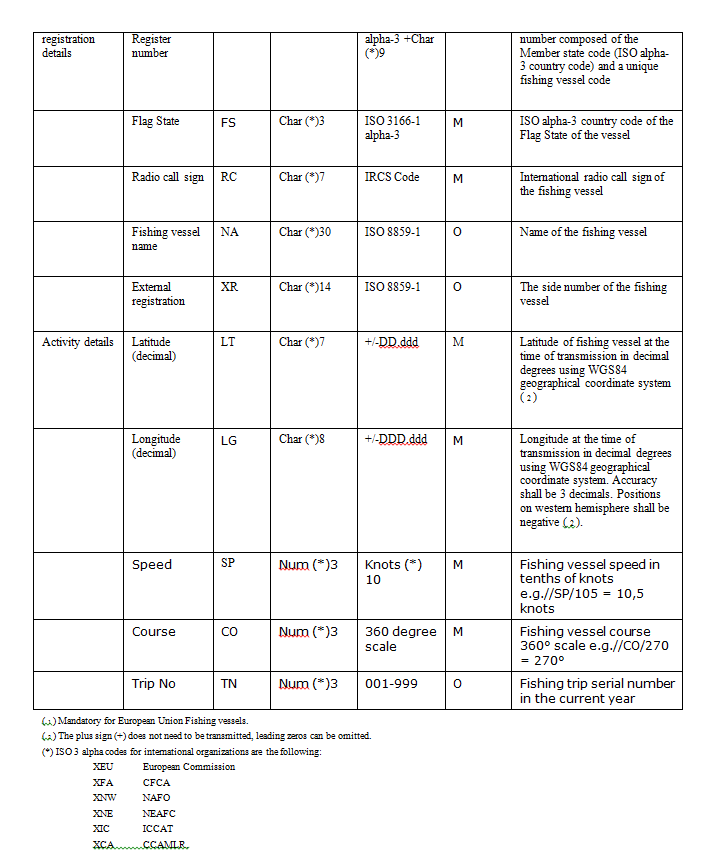 registration details
Register number
alpha-3 +Char (*)9
number composed of the Member state code (ISO alpha-3 country code) and a unique fishing vessel code
Flag State
FS
Char (*)3
ISO 3166-1 alpha-3
M
ISO alpha-3 country code of the Flag State of the vessel
Radio call sign
RC
Char (*)7
IRCS Code
M
International radio call sign of the fishing vessel
Fishing vessel name
NA
Char (*)30
ISO 8859-1
O
Name of the fishing vessel
External registration
XR
Char (*)14
ISO 8859-1
O
The side number of the fishing vessel
Activity details
Latitude (decimal)
LT
Char (*)7
+/-DD.ddd
M
Latitude of fishing vessel at the time of transmission in decimal degrees using WGS84 geographical coordinate system (2)
Longitude (decimal)
LG
Char (*)8
+/-DDD.ddd
M
Longitude at the time of transmission in decimal degrees using WGS84 geographical coordinate system. Accuracy shall be 3 decimals. Positions on western hemisphere shall be negative (2).
Speed
SP
Num (*)3
Knots (*) 10
M
Fishing vessel speed in tenths of knots e.g.//SP/105 = 10,5 knots
Course
CO
Num (*)3
360 degree scale
M
Fishing vessel course 360° scale e.g.//CO/270 = 270°
Trip No
TN
Num (*)3
001-999
O
Fishing trip serial number in the current year
(1) Mandatory for European Union Fishing vessels.
(2) The plus sign (+) does not need to be transmitted, leading zeros can be omitted.
(*) ISO 3 alpha codes for international organizations are the following:
XEU European Commission
XFA CFCA
XNW NAFO
XNE NEAFC
XIC ICCAT
XCA CCAMLR